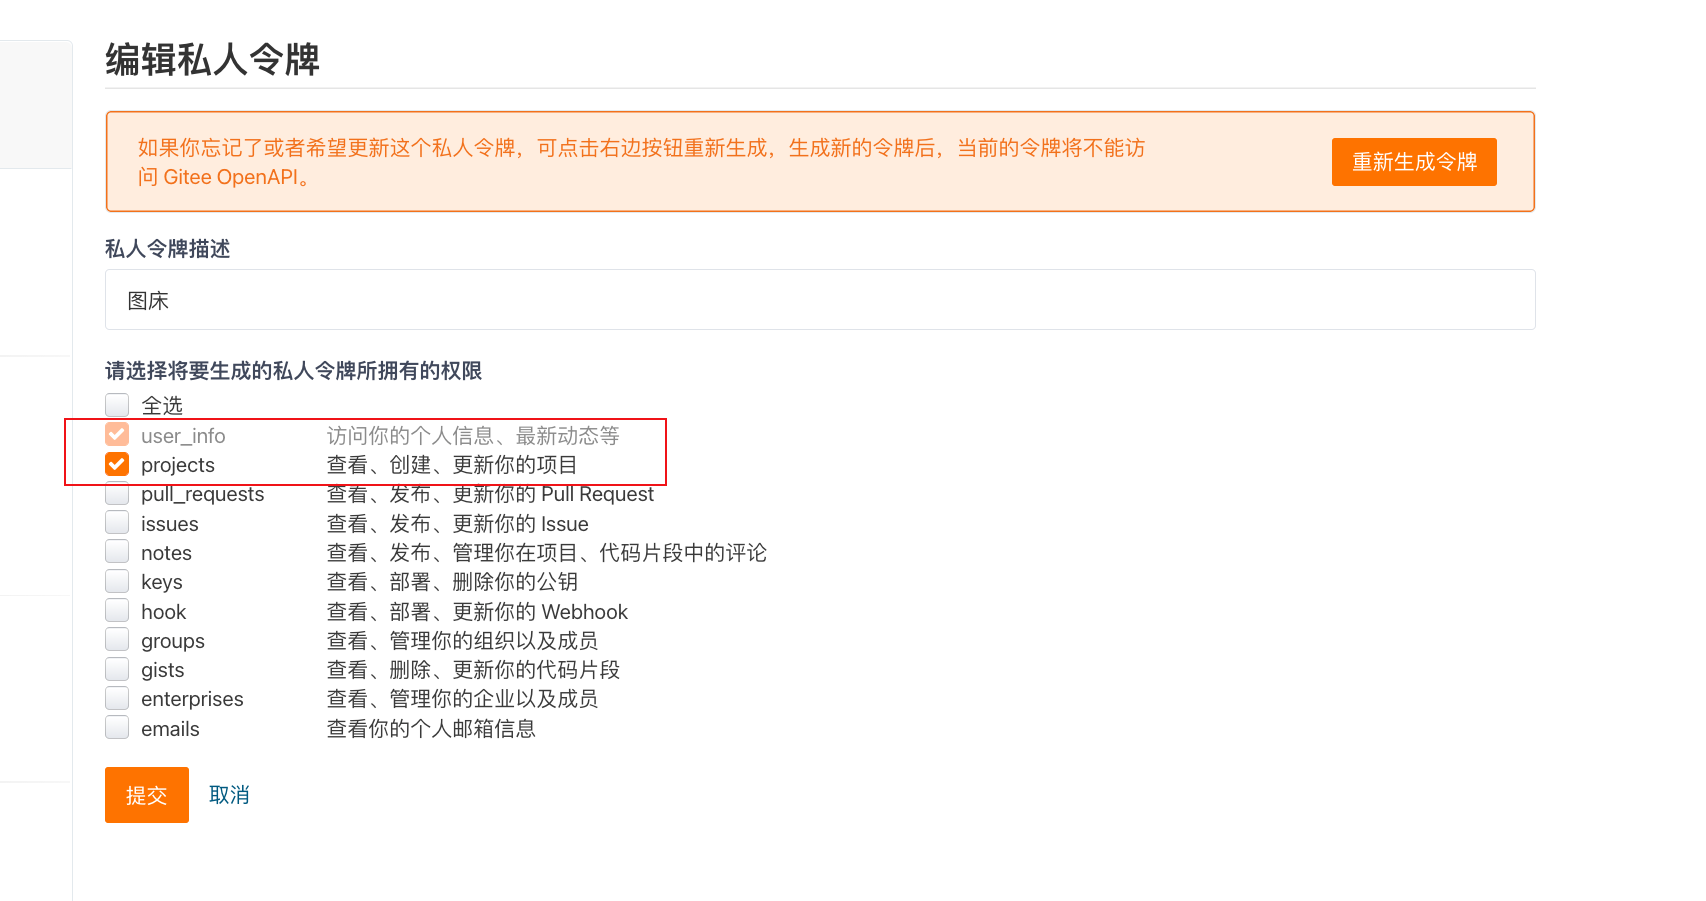 编辑私人令牌
如果你忘记了或者希望更新这个私人令牌，可点击右边按钮重新生成，生成新的令牌后，当前的令牌将不能访
问 Gitee OpenAPI。
重新生成令牌
私人令牌描述
图床
请选择将要生成的私人令牌所拥有的权限
全选
user_info 访问你的个人信息、最新动态等
projects 查看、创建、更新你的项目
pull_requests 查看、发布、更新你的 Pull Request
issues 查看、发布、更新你的 Issue
notes 查看、发布、管理你在项目、代码片段中的评论
keys 查看、部署、删除你的公钥
hook 查看、部署、更新你的 Webhook
groups 查看、管理你的组织以及成员
gists 查看、删除、更新你的代码片段
enterprises 查看、管理你的企业以及成员
emails 查看你的个人邮箱信息
提交 取消